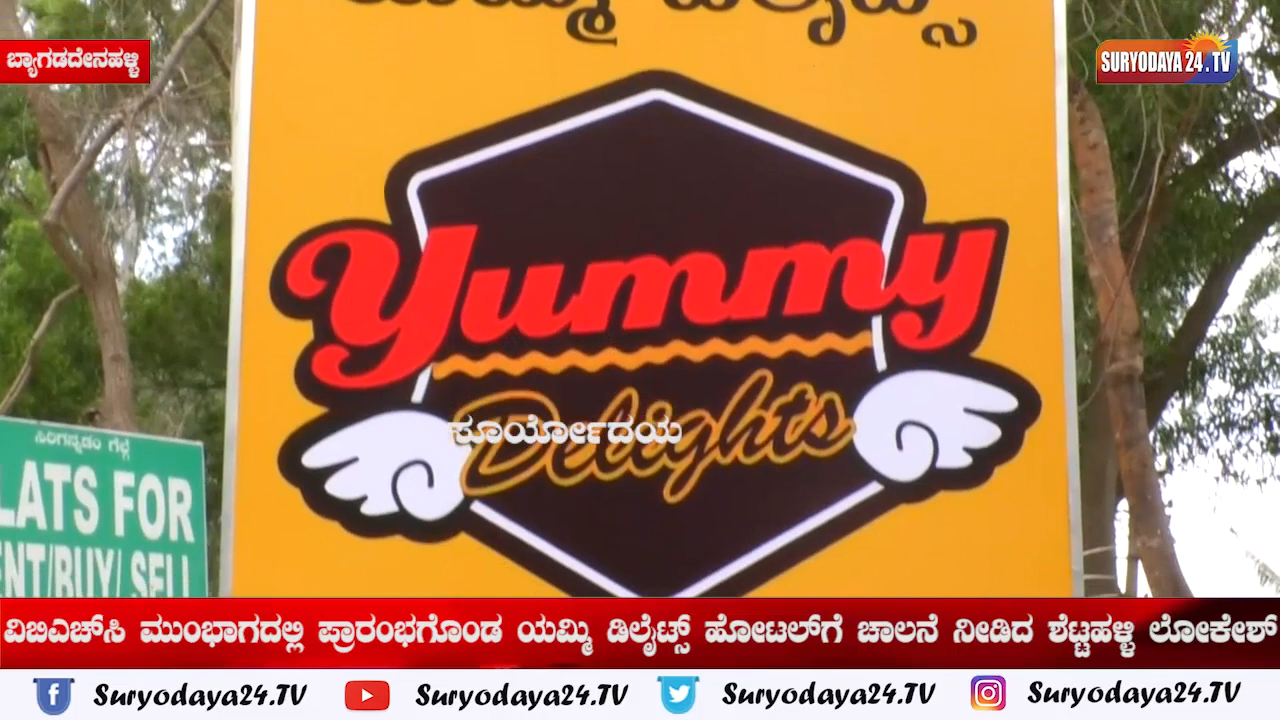 ಯಮ್ಮಿ ಡಿಲೈಟ್ಸ್
ಬ್ಯಾಗಡದೇನಹಳ್ಳಿ
SURYODAYA 24.TV
Yummy
Delights
ಸೂರ್ಯೋದಯ
ಸಿರಿಗನ್ನಡಂ ಗೆಲ್ಗೆ
LATS FOR
ENT/BUY/ SELL
ವಿಬಿಎಚ್‌ಸಿ ಮುಂಭಾಗದಲ್ಲಿ ಪ್ರಾರಂಭಗೊಂಡ ಯಮ್ಮಿ ಡಿಲೈಟ್ಸ್ ಹೋಟಲ್‌ಗೆ ಚಾಲನೆ ನೀಡಿದ ಶೆಟ್ಟಹಳ್ಳಿ ಲೋಕೇಶ್
Suryodaya24.TV Suryodaya24.TV Suryodaya24.TV Suryodaya24.TV